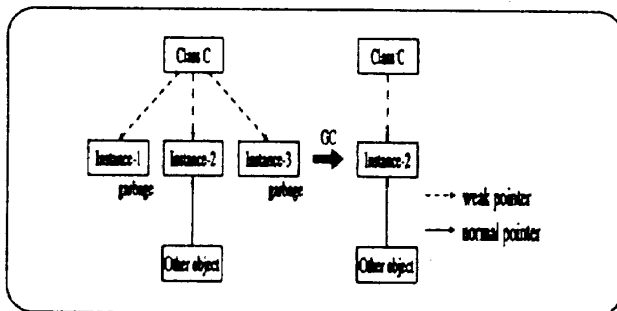 Class C
Class C
GC
Instance-1
Instance-2
Instance-3
Instance-2
garbage
garbage
weak pointer
normal pointer
Other object
Other object